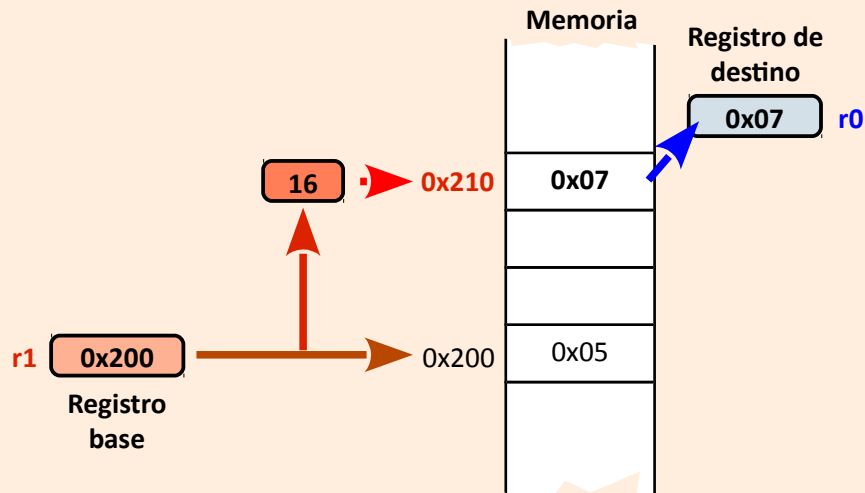 Memoria
Registro de
destino
0x07 r0
16 0x210 0x07
r1 0x200 0x200 0x05
Registro
base